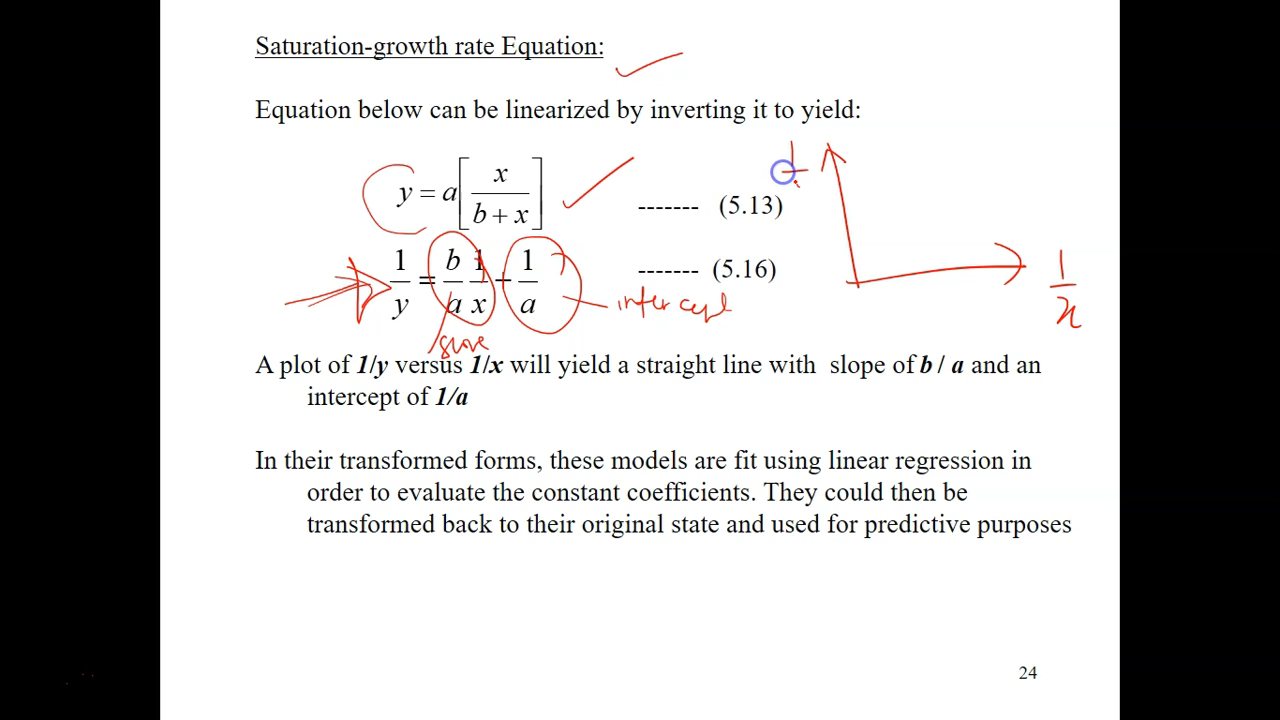 Saturation-growth rate Equation:
Equation below can be linearized by inverting it to yield:
y = a[x / (b + x)] ------- (5.13)
1/y = b/a 1/x + 1/a ------- (5.16)
intercept
slope
1
1/x
A plot of 1/y versus 1/x will yield a straight line with slope of b / a and an
intercept of 1/a
In their transformed forms, these models are fit using linear regression in
order to evaluate the constant coefficients. They could then be
transformed back to their original state and used for predictive purposes
24